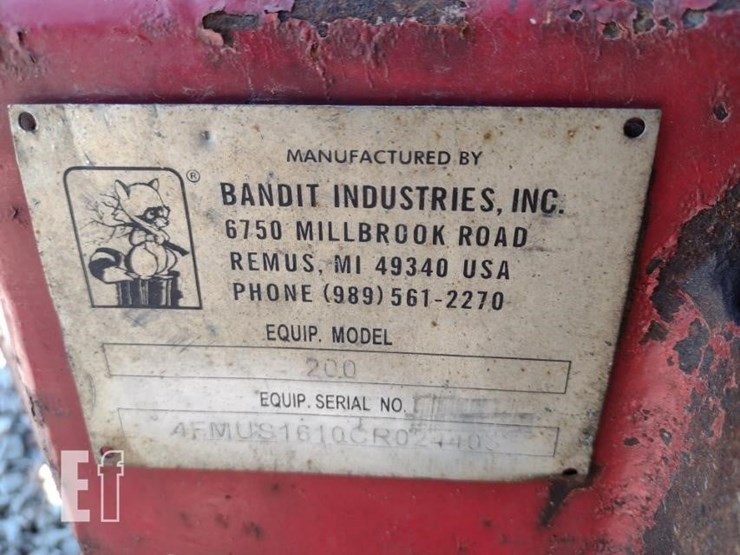 MANUFACTURED BY
®
BANDIT INDUSTRIES, INC.
6750 MILLBROOK ROAD
REMUS, MI 49340 USA
PHONE (989) 561-2270
EQUIP. MODEL
200
EQUIP. SERIAL NO.
Ef